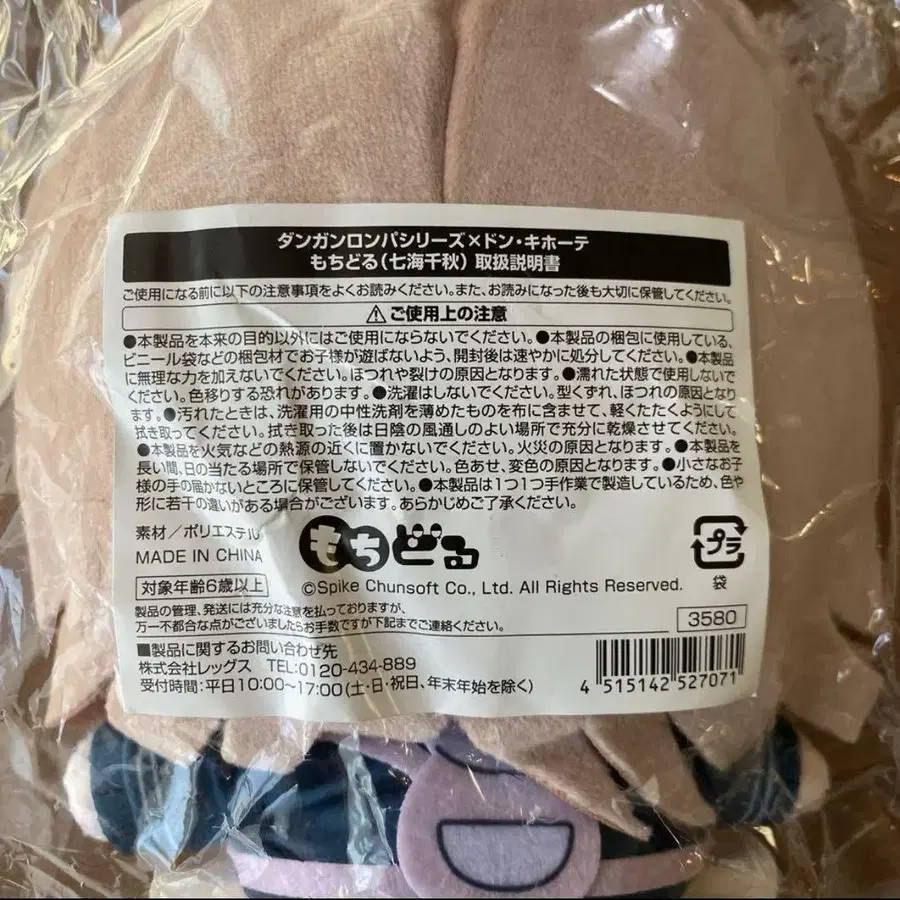 ダンガンロンパシリーズ×ドン・キホーテ
もちどる(七海千秋) 取扱説明書
ご使用になる前に以下の注意事項をよくお読みください。また、お読みになった後も大切に保管してください。
⚠ご使用上の注意
●本製品を本来の目的以外にはご使用にならないでください。●本製品の梱包に使用している、
ビニール袋などの梱包材でお子様が遊ばないよう、開封後は速やかに処分してください。●本製品
に無理な力を加えないでください。ほつれや裂けの原因となります。●濡れた状態で使用しないで
ください。色移りする恐れがあります。●洗濯はしないでください。型くずれ、ほつれの原因となり
ます。●汚れたときは、洗濯用の中性洗剤を薄めたものを布に含ませて、軽くたたくようにして
拭き取ってください。拭き取った後は日陰の風通しのよい場所で充分に乾燥させてください。
●本製品を火気などの熱源の近くに置かないでください。火災の原因となります。●本製品を
長い間、日の当たる場所で保管しないでください。色あせ、変色の原因となります。●小さなお子
様の手の届かないところに保管してください。●本製品は1つ1つ手作業で製造しているため、色や
形に若干の違いがある場合がございます。あらかじめご了承ください。
素材/ポリエステル
MADE IN CHINA
もちどる
プラ
袋
対象年齢6歳以上
©Spike Chunsoft Co., Ltd. All Rights Reserved.
製品の管理、発送には充分な注意を払っておりますが、
万一不都合な点がございましたらお手数ですが下記までご連絡ください。
3580
■製品に関するお問い合わせ先
株式会社レッグス TEL:0120-434-889
受付時間:平日10:00~17:00(土・日・祝日、年末年始を除く)
4 515142 527071